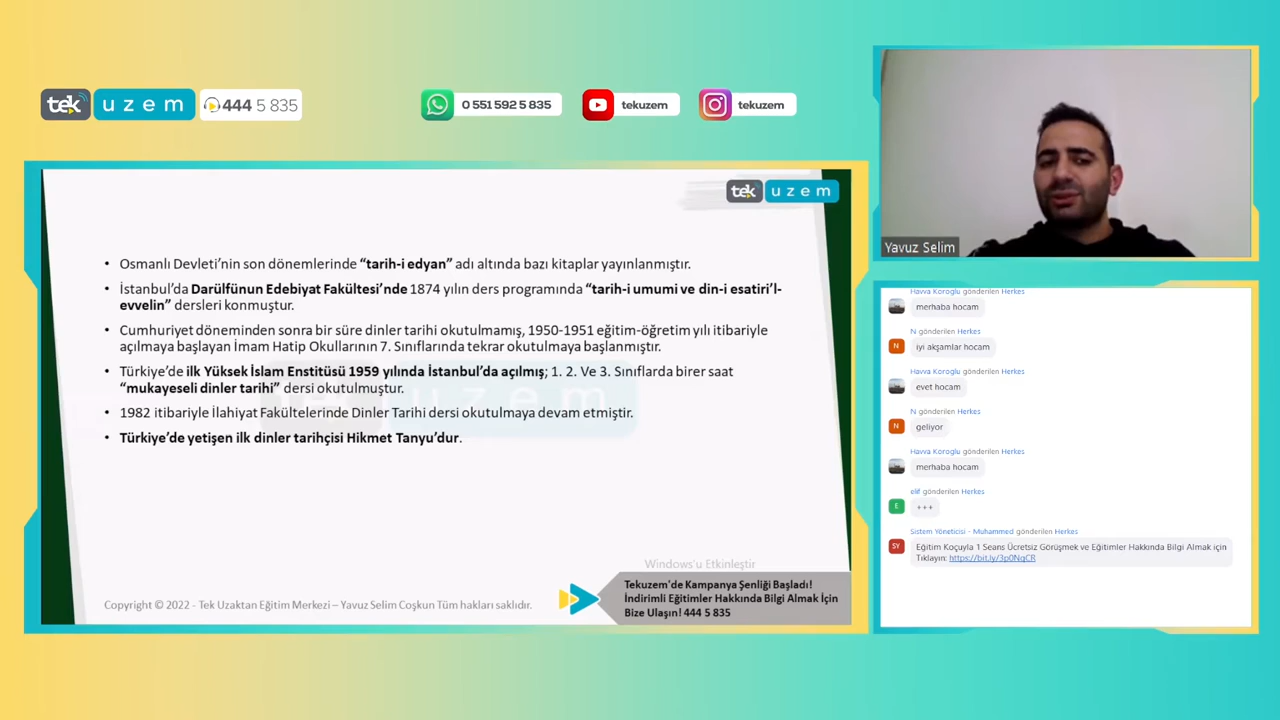 tek uzem 444 5 835
0 551 592 5 835
tekuzem
tekuzem
tek uzem
• Osmanlı Devleti’nin son dönemlerinde “tarih-i edyan” adı altında bazı kitaplar yayınlanmıştır.
• İstanbul’da Darülfünun Edebiyat Fakültesi’nde 1874 yılın ders programında “tarih-i umumi ve din-i esatiri’l-
evvelin” dersleri konmuştur.
• Cumhuriyet döneminden sonra bir süre dinler tarihi okutulmamış, 1950-1951 eğitim-öğretim yılı itibariyle
açılmaya başlayan İmam Hatip Okullarının 7. Sınıflarında tekrar okutulmaya başlanmıştır.
• Türkiye’de ilk Yüksek İslam Enstitüsü 1959 yılında İstanbul’da açılmış; 1. 2. Ve 3. Sınıflarda birer saat
“mukayeseli dinler tarihi” dersi okutulmuştur.
• 1982 itibariyle İlahiyat Fakültelerinde Dinler Tarihi dersi okutulmaya devam etmiştir.
• Türkiye’de yetişen ilk dinler tarihçisi Hikmet Tanyu’dur.
tek uzem
Windows'u Etkinleştir
Copyright © 2022 - Tek Uzaktan Eğitim Merkezi – Yavuz Selim Coşkun Tüm hakları saklıdır.
Tekuzem'de Kampanya Şenliği Başladı!
İndirimli Eğitimler Hakkında Bilgi Almak İçin
Bize Ulaşın! 444 5 835
Yavuz Selim
Havva Koroglu gönderilen Herkes
merhaba hocam
N gönderilen Herkes
N iyi akşamlar hocam
Havva Koroglu gönderilen Herkes
evet hocam
N gönderilen Herkes
N geliyor
Havva Koroglu gönderilen Herkes
merhaba hocam
elif gönderilen Herkes
E +++
Sistem Yöneticisi - Muhammed gönderilen Herkes
SY Eğitim Koçuyla 1 Seans Ücretsiz Görüşmek ve Eğitimler Hakkında Bilgi Almak için
Tıklayın: https://bit.ly/3p0NqCR